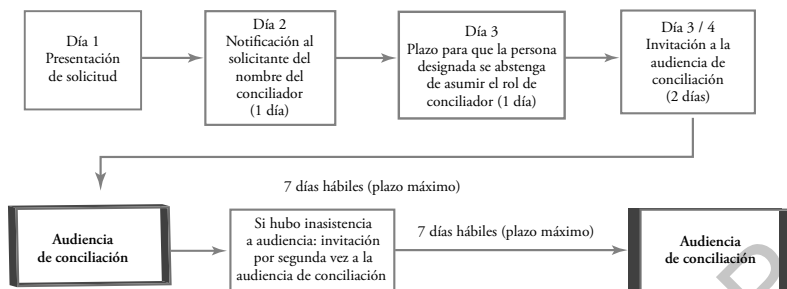 Día 1
Presentación
de solicitud
Día 2
Notificación al
solicitante del
nombre del
conciliador
(1 día)
Día 3
Plazo para que la persona
designada se abstenga
de asumir el rol de
conciliador (1 día)
Día 3 / 4
Invitación a la
audiencia de
conciliación
(2 días)
7 días hábiles (plazo máximo)
Audiencia
de conciliación
Si hubo inasistencia
a audiencia: invitación
por segunda vez a la
audiencia de conciliación
7 días hábiles (plazo máximo)
Audiencia
de conciliación